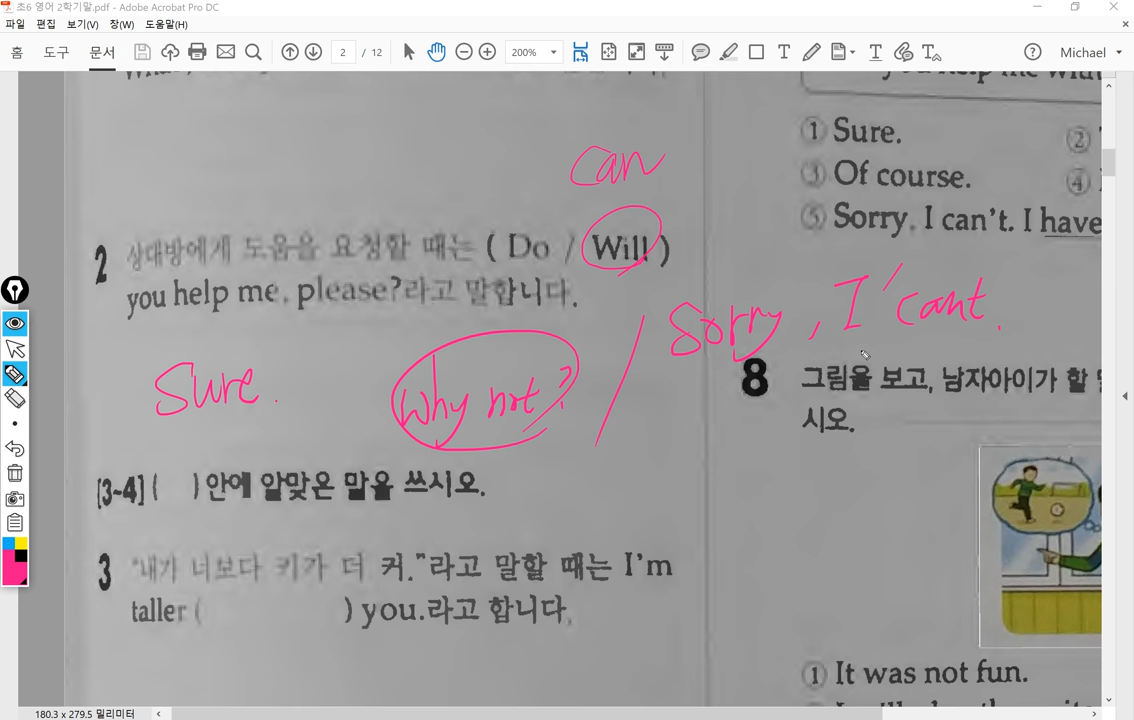 초6 영어 2학기말.pdf - Adobe Acrobat Pro DC
파일 편집 보기(V) 창(W) 도움말(H)
홈 도구 문서 2 / 12 200% Michael
can
2 상대방에게 도움을 요청할 때는 ( Do / Will )
you help me, please?라고 말합니다.
Sure. Why not? / Sorry, I 'cant.
[3~4] ( ) 안에 알맞은 말을 쓰시오.
3 "내가 너보다 키가 더 커."라고 말할 때는 I'm
taller ( ) you.라고 합니다.
① Sure. ②
③ Of course. ④
⑤ Sorry, I can't. I have
8 그림을 보고, 남자아이가 할
시오.
① It was not fun.
180.3 x 279.5 밀리미터